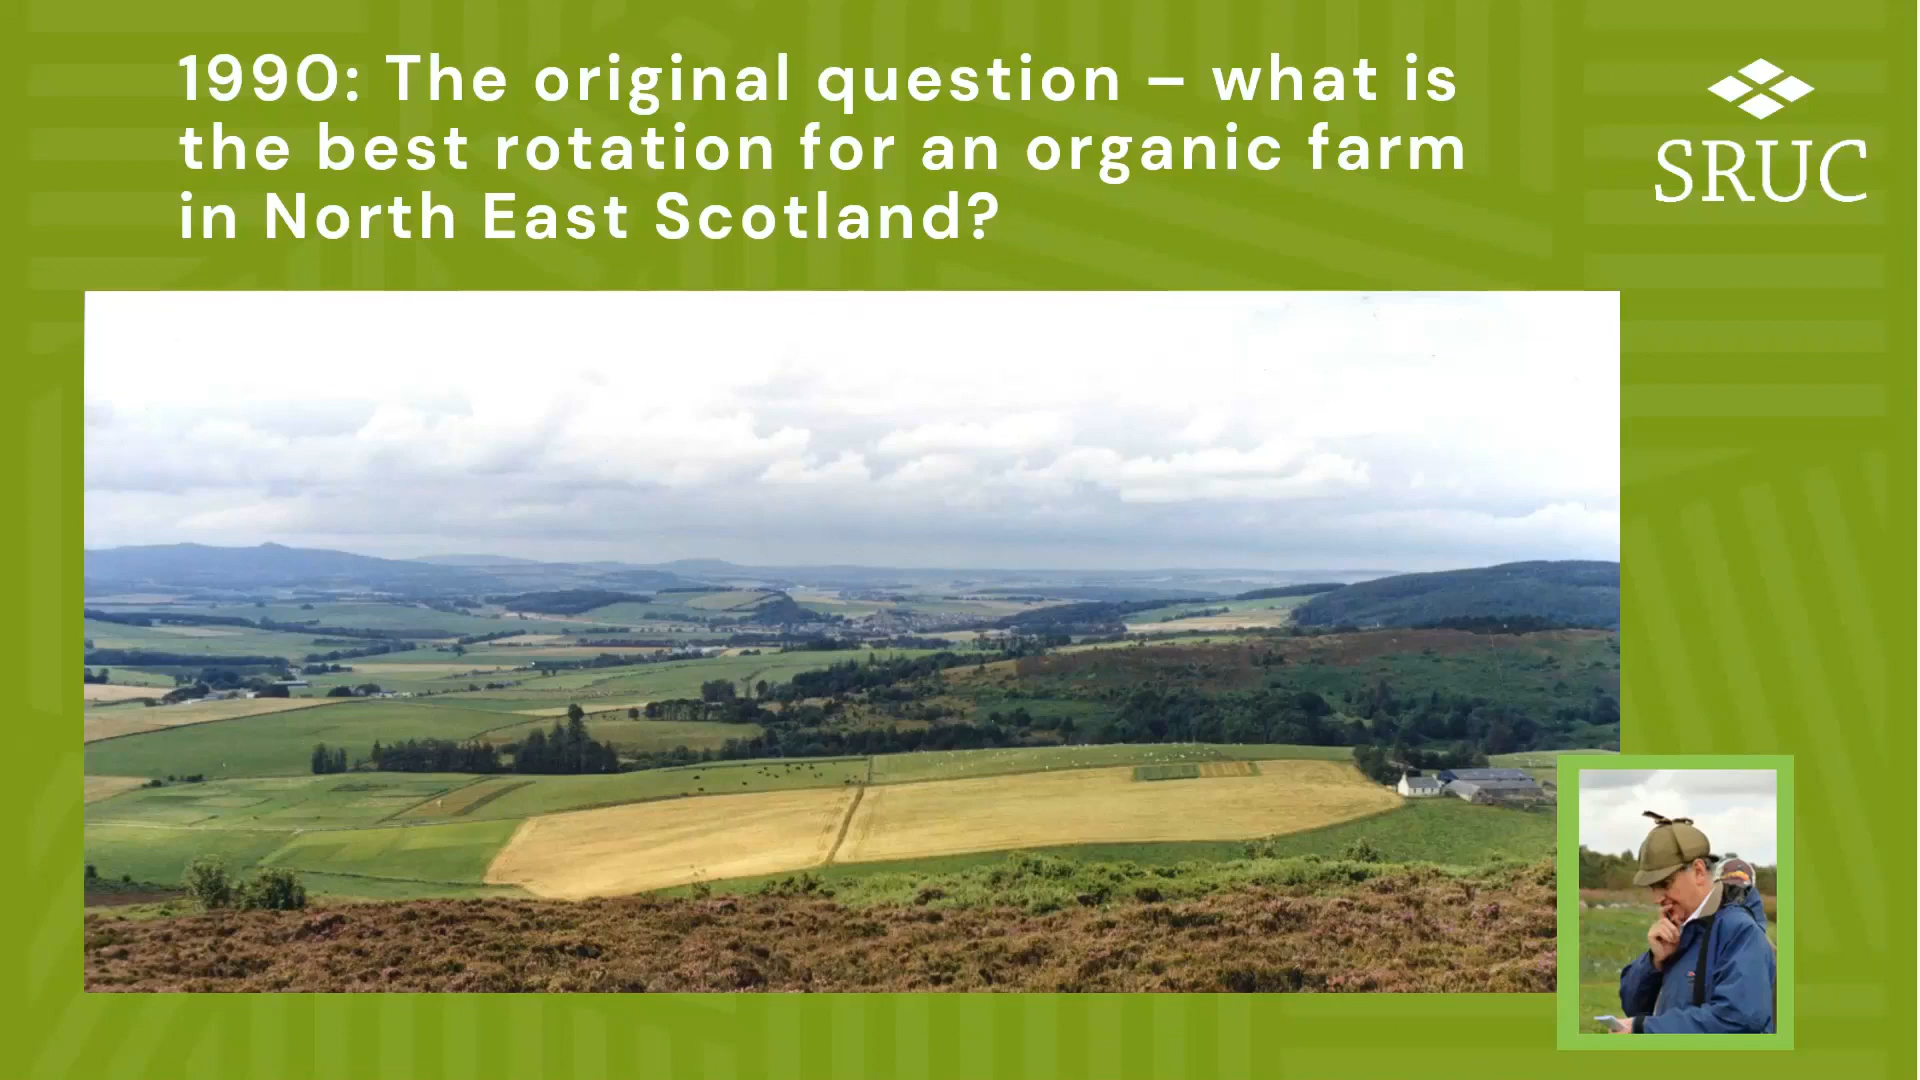 1990: The original question – what is
the best rotation for an organic farm
in North East Scotland?
SRUC